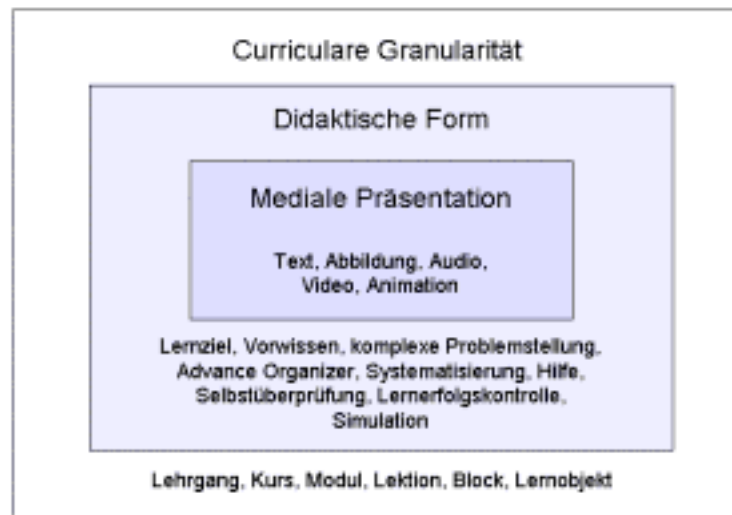 Curriculare Granularität
Didaktische Form
Mediale Präsentation
Text, Abbildung, Audio,
Video, Animation
Lernziel, Vorwissen, komplexe Problemstellung,
Advance Organizer, Systematisierung, Hilfe,
Selbstüberprüfung, Lernerfolgskontrolle,
Simulation
Lehrgang, Kurs, Modul, Lektion, Block, Lernobjekt